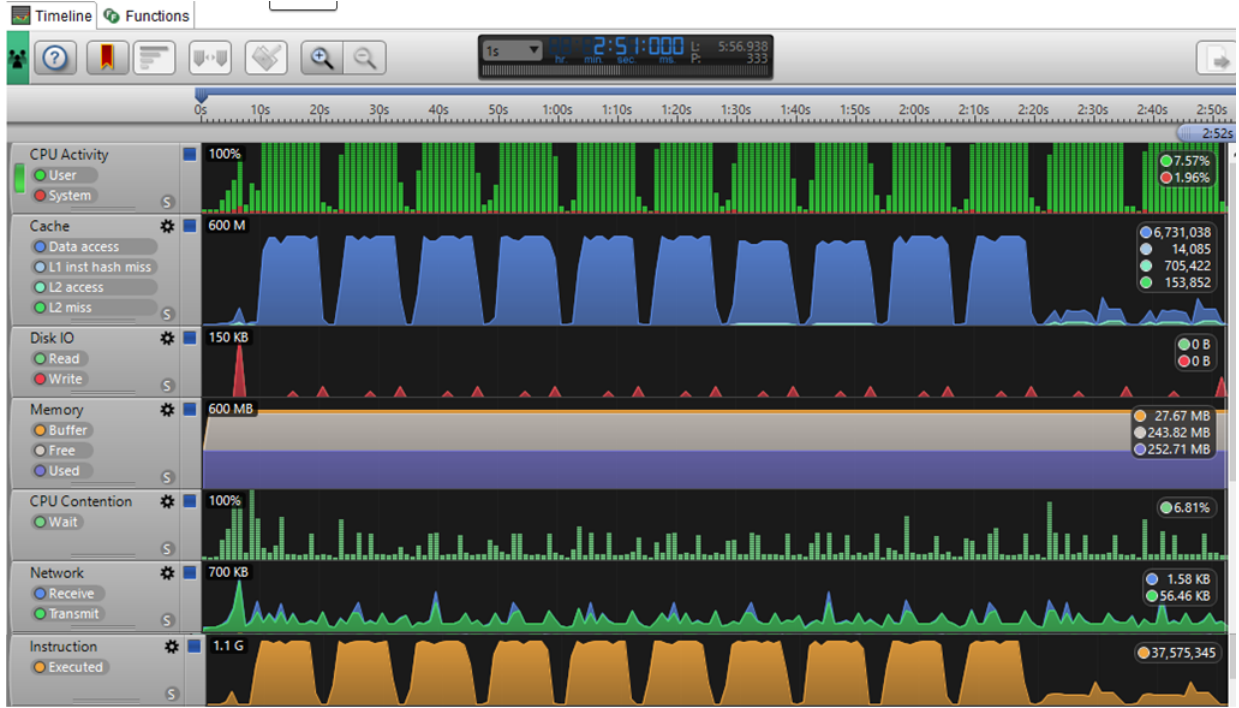 Timeline Functions
1s 2:51:000 L: 5:56.938
hr. min. sec. ms. P: 333
0s 10s 20s 30s 40s 50s 1:00s 1:10s 1:20s 1:30s 1:40s 1:50s 2:00s 2:10s 2:20s 2:30s 2:40s 2:50s
2:52s
CPU Activity 100%
User 7.57%
System 1.96%
S
Cache 600 M
Data access 6,731,038
L1 inst hash miss 14,085
L2 access 705,422
L2 miss 153,852
S
Disk IO 150 KB
Read 0 B
Write 0 B
S
Memory 600 MB
Buffer 27.67 MB
Free 243.82 MB
Used 252.71 MB
S
CPU Contention 100%
Wait 6.81%
S
Network 700 KB
Receive 1.58 KB
Transmit 56.46 KB
S
Instruction 1.1 G
Executed 37,575,345
S